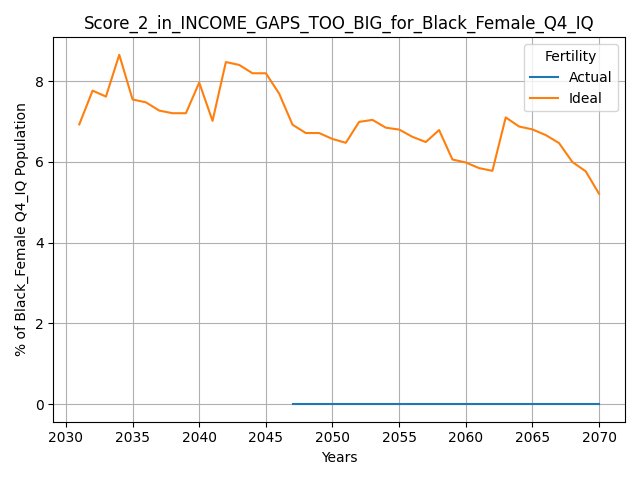 Score_2_in_INCOME_GAPS_TOO_BIG_for_Black_Female_Q4_IQ
Fertility
Actual
Ideal
% of Black_Female Q4_IQ Population
8
6
4
2
0
2030 2035 2040 2045 2050 2055 2060 2065 2070
Years